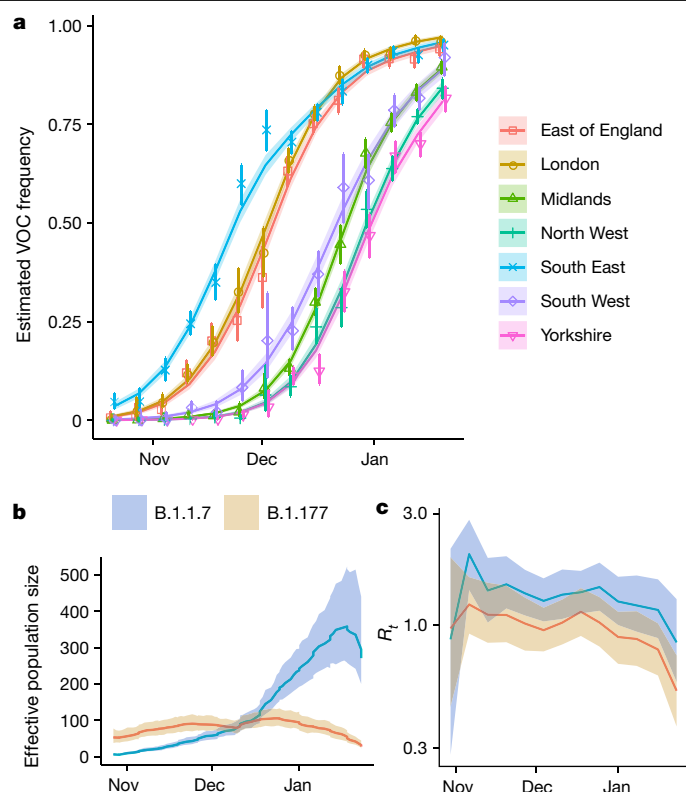 a
1.00
0.75
0.50
0.25
0
Estimated VOC frequency
Nov Dec Jan
East of England
London
Midlands
North West
South East
South West
Yorkshire
b
B.1.1.7 B.1.177
500
400
300
200
100
0
Effective population size
Nov Dec Jan
c
3.0
1.0
0.3
Rt
Nov Dec Jan